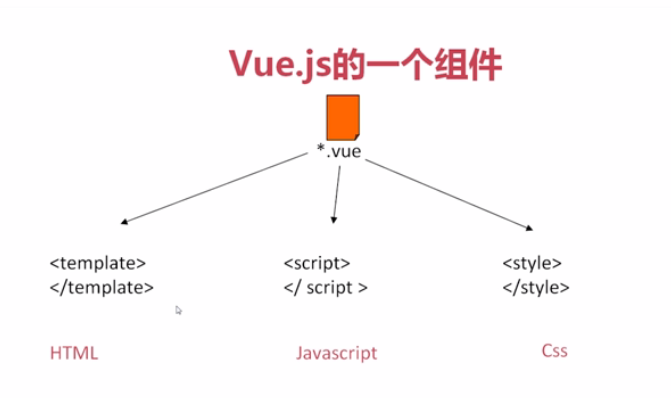 Vue.js的一个组件
*.vue
<template>
</template>
<script>
</ script >
<style>
</style>
HTML
Javascript
Css